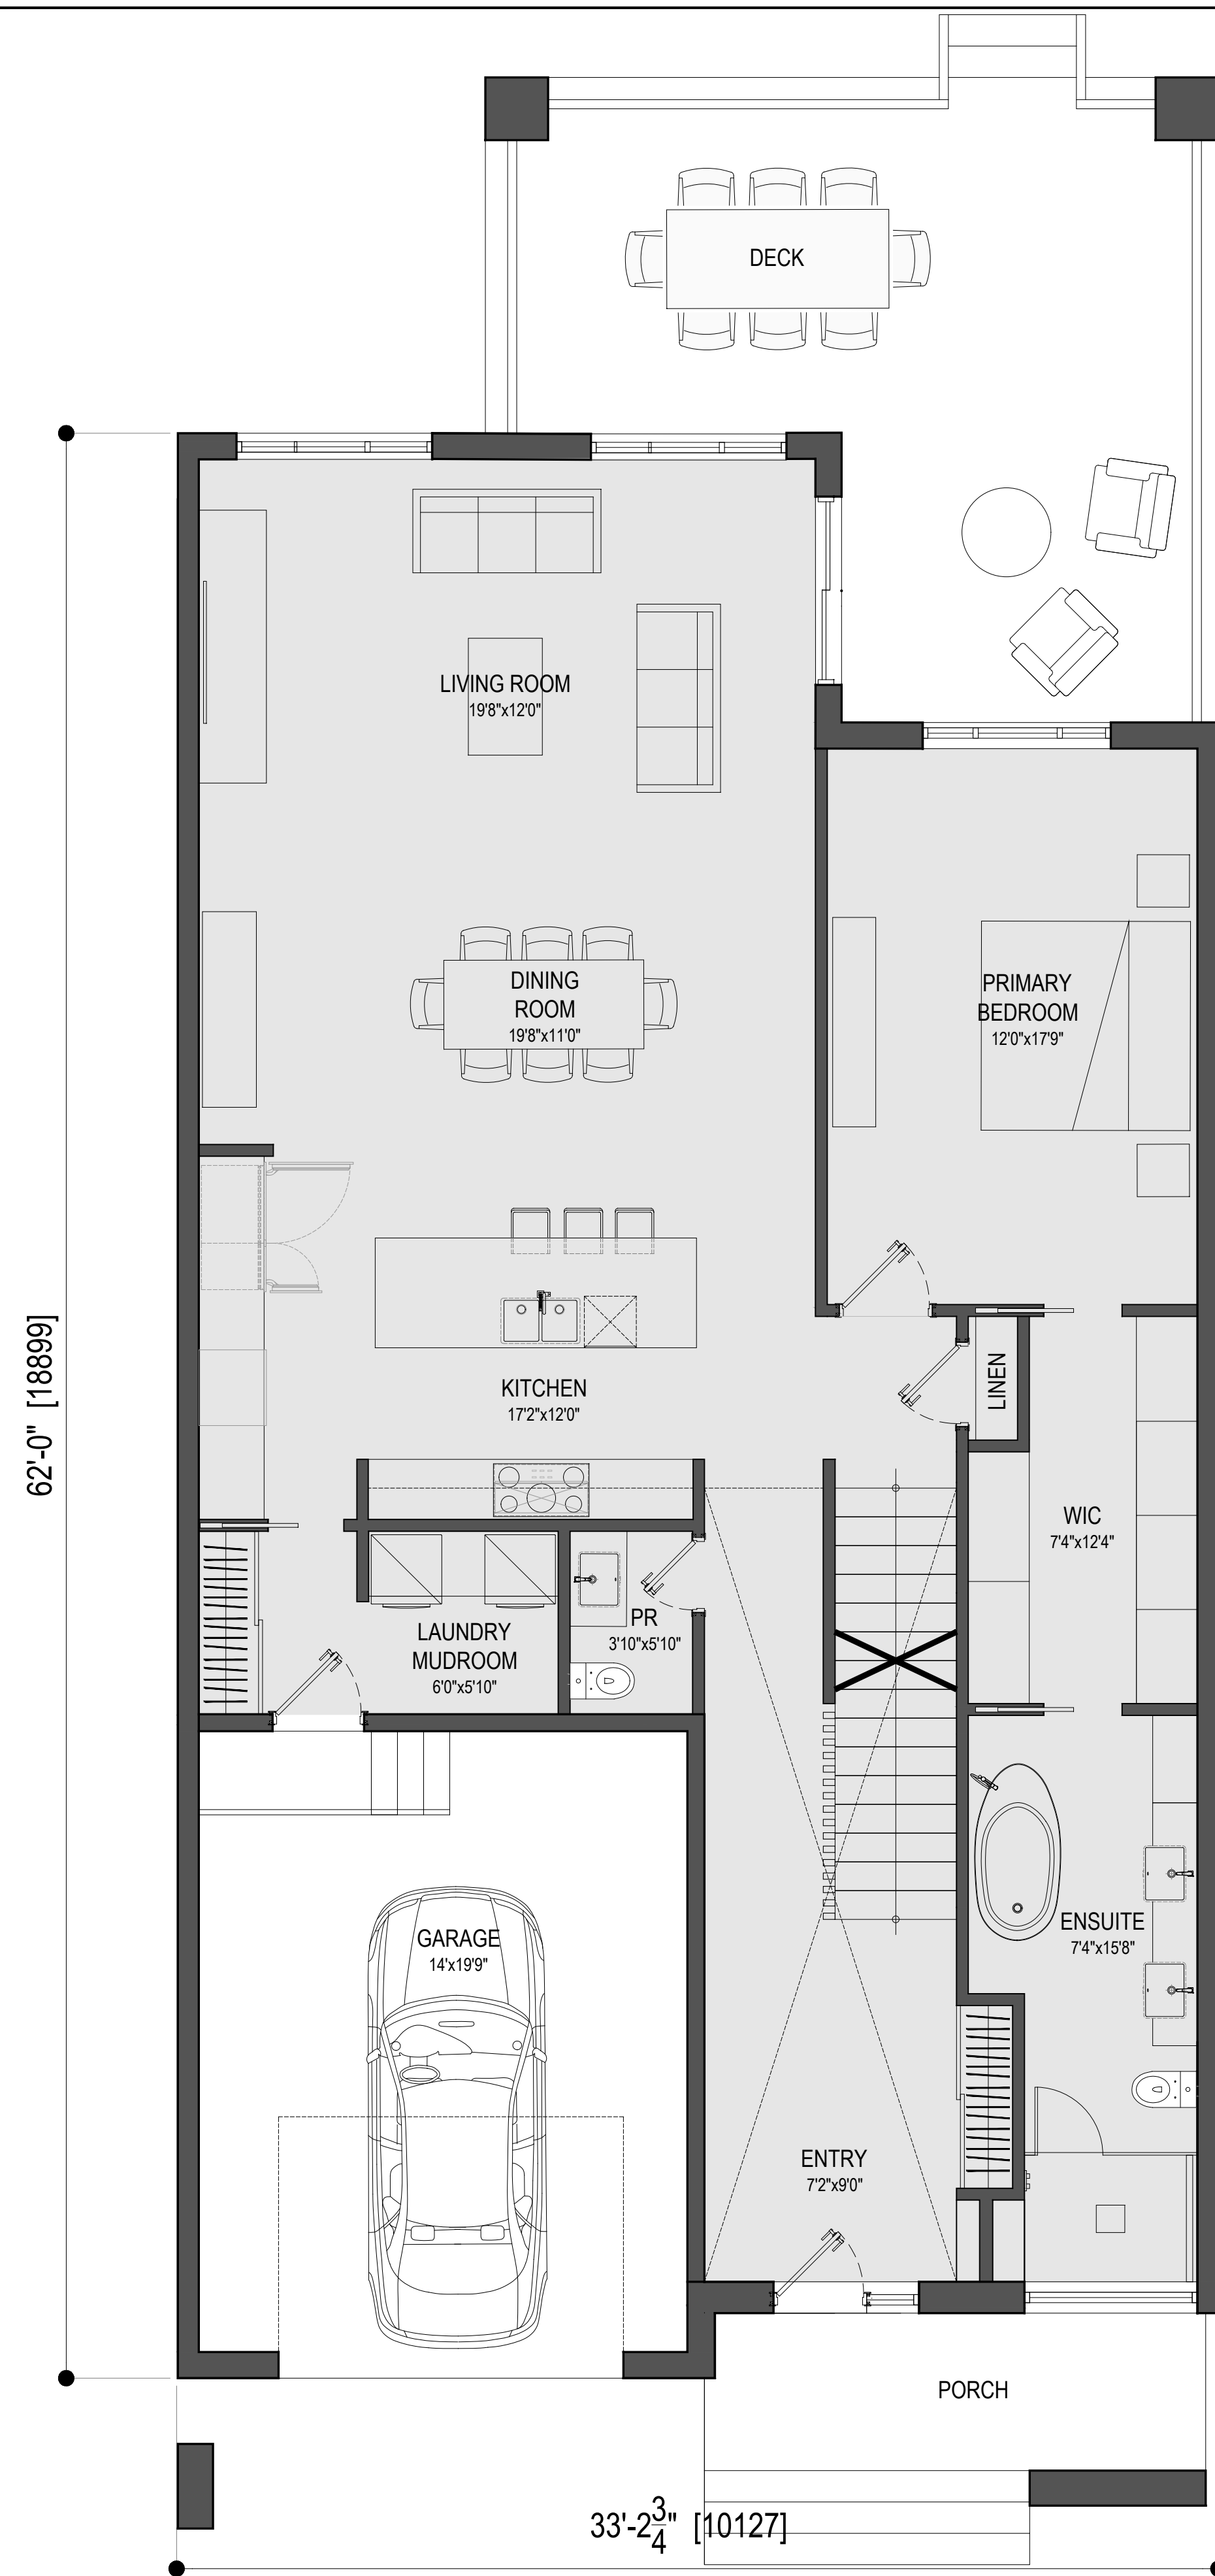 DECK
LIVING ROOM
19'8"x12'0"
DINING
ROOM
19'8"x11'0"
PRIMARY
BEDROOM
12'0"x17'9"
62'-0" [18899]
KITCHEN
17'2"x12'0"
LINEN
WIC
7'4"x12'4"
LAUNDRY
MUDROOM
6'0"x5'10"
PR
3'10"x5'10"
GARAGE
14'x19'9"
ENSUITE
7'4"x15'8"
ENTRY
7'2"x9'0"
PORCH
33'-2 3/4" [10127]